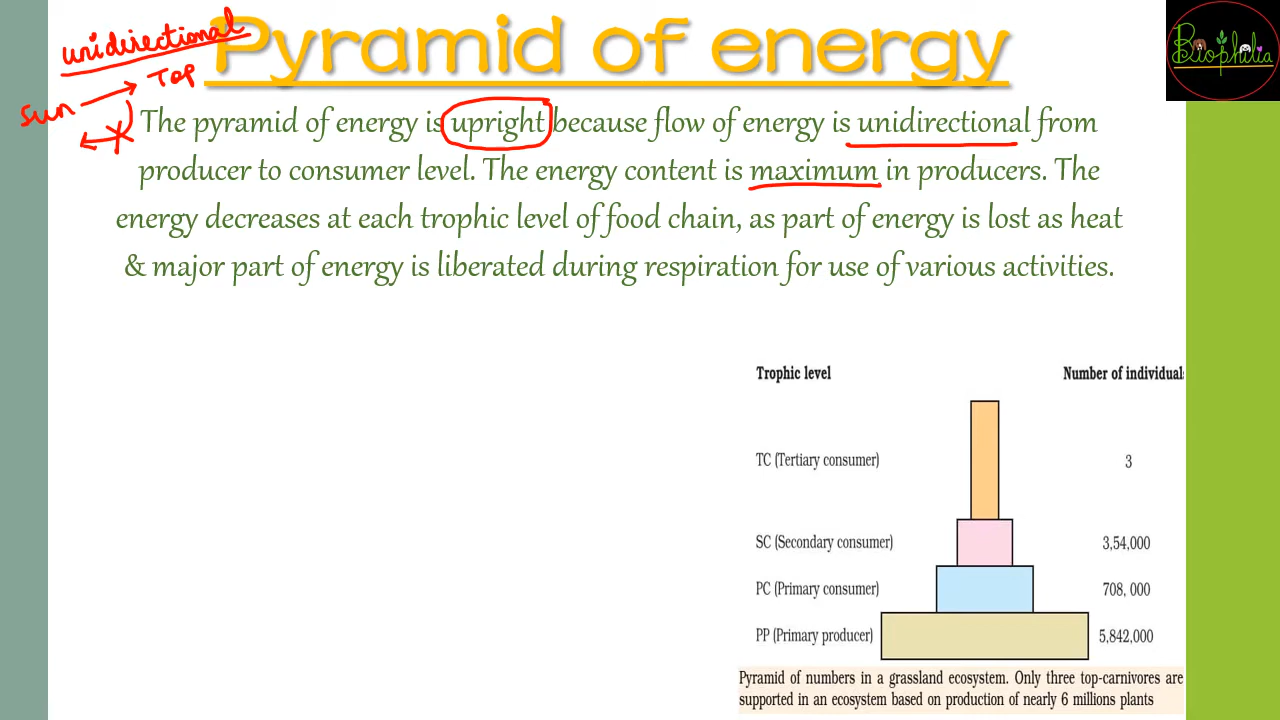 unidirectional
Pyramid of energy
Biophilia
Sun → Top
The pyramid of energy is upright because flow of energy is unidirectional from
producer to consumer level. The energy content is maximum in producers. The
energy decreases at each trophic level of food chain, as part of energy is lost as heat
& major part of energy is liberated during respiration for use of various activities.
Trophic level Number of individuals
TC (Tertiary consumer) 3
SC (Secondary consumer) 3,54,000
PC (Primary consumer) 708, 000
PP (Primary producer) 5,842,000
Pyramid of numbers in a grassland ecosystem. Only three top-carnivores are
supported in an ecosystem based on production of nearly 6 millions plants